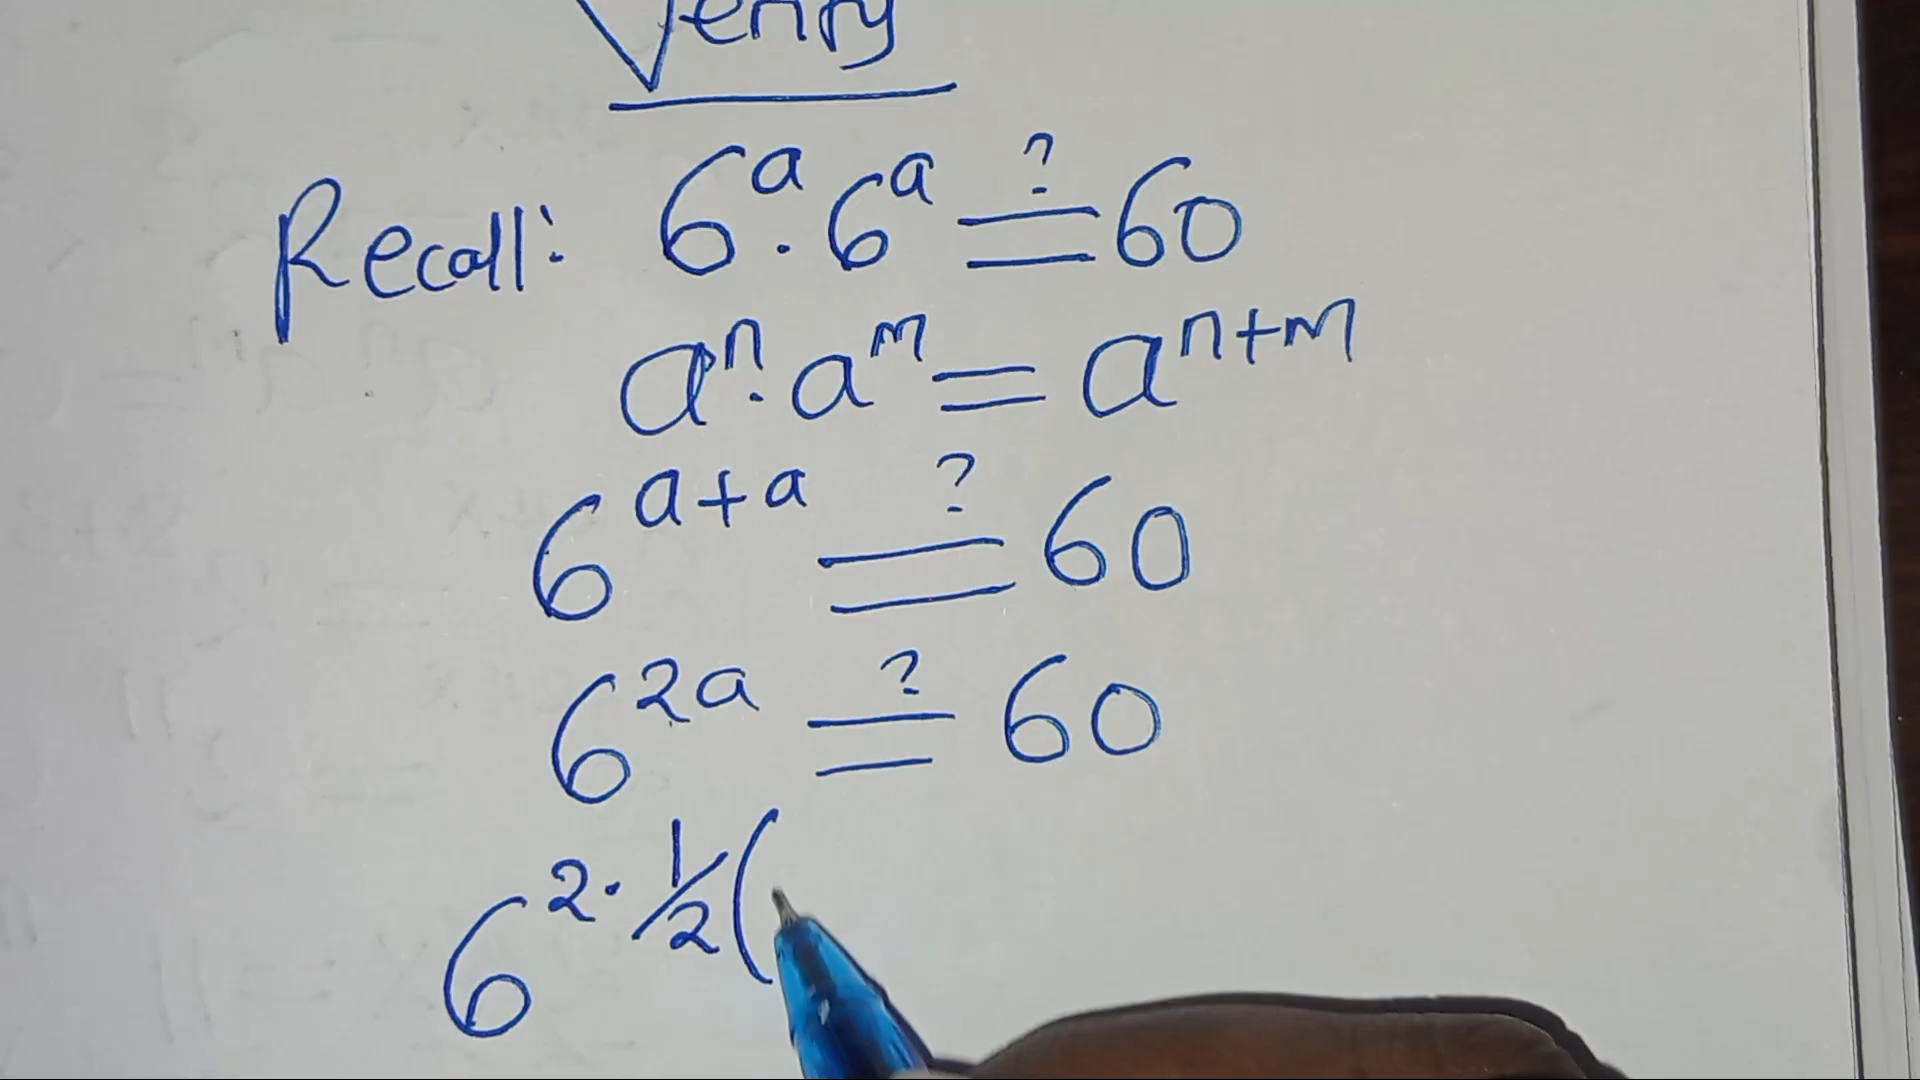 Verify
Recall: 6^a · 6^a ?= 60
a^n · a^m = a^(n+m)
6^(a+a) ?= 60
6^(2a) ?= 60
6^(2 · 1/2 (